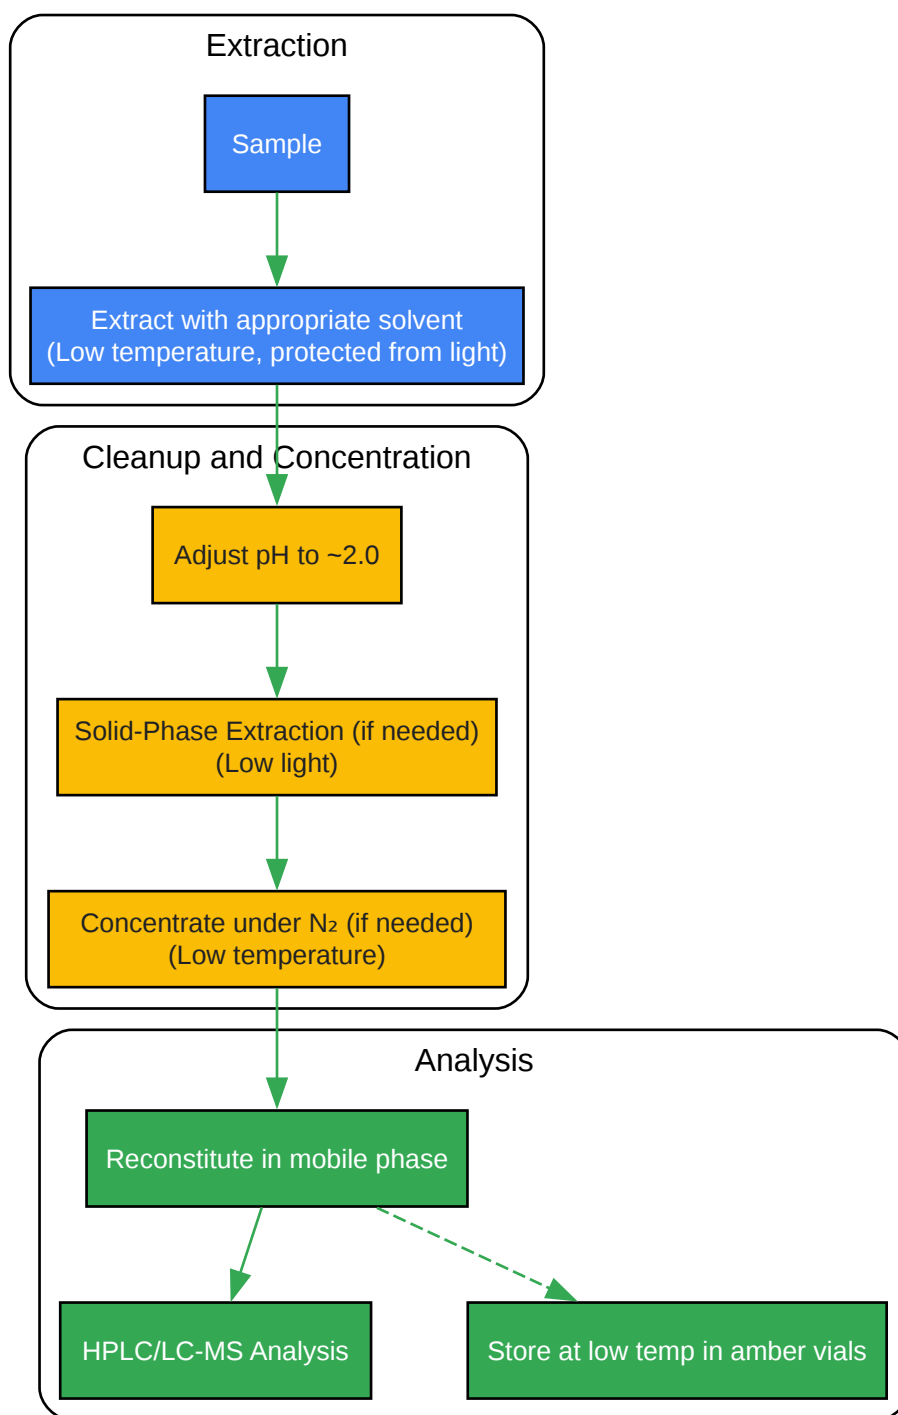 Extraction
Sample
Extract with appropriate solvent
(Low temperature, protected from light)
Cleanup and Concentration
Adjust pH to ~2.0
Solid-Phase Extraction (if needed)
(Low light)
Concentrate under N₂ (if needed)
(Low temperature)
Analysis
Reconstitute in mobile phase
HPLC/LC-MS Analysis
Store at low temp in amber vials